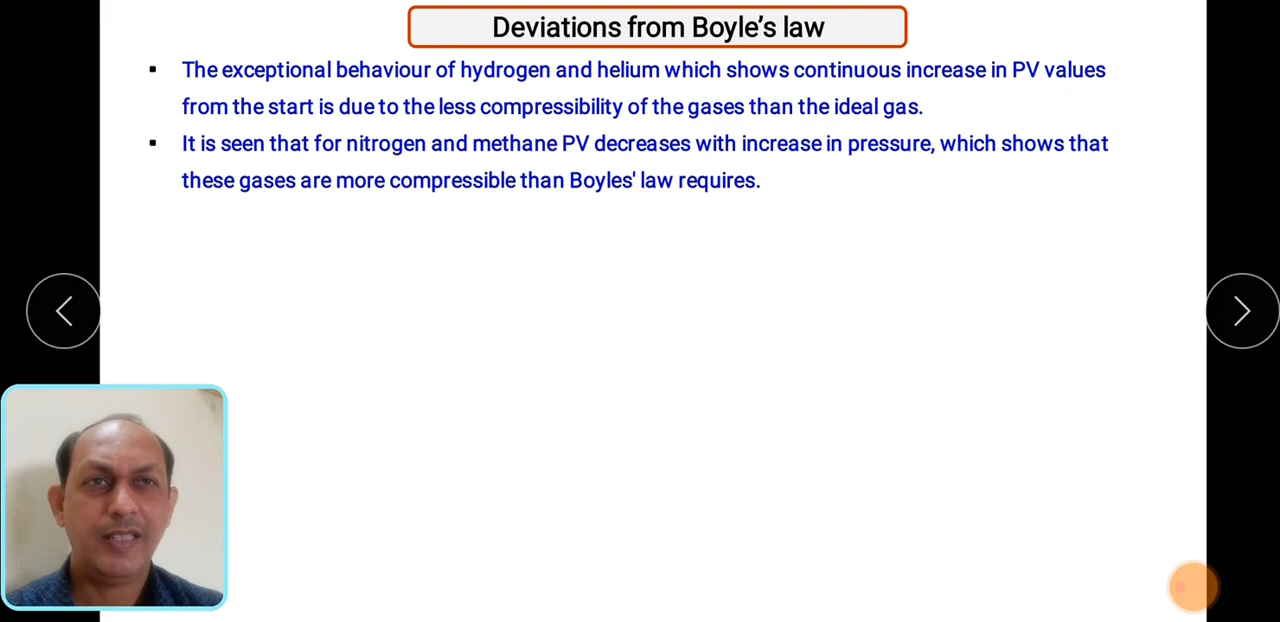 Deviations from Boyle’s law
▪ The exceptional behaviour of hydrogen and helium which shows continuous increase in PV values
from the start is due to the less compressibility of the gases than the ideal gas.
▪ It is seen that for nitrogen and methane PV decreases with increase in pressure, which shows that
these gases are more compressible than Boyles' law requires.